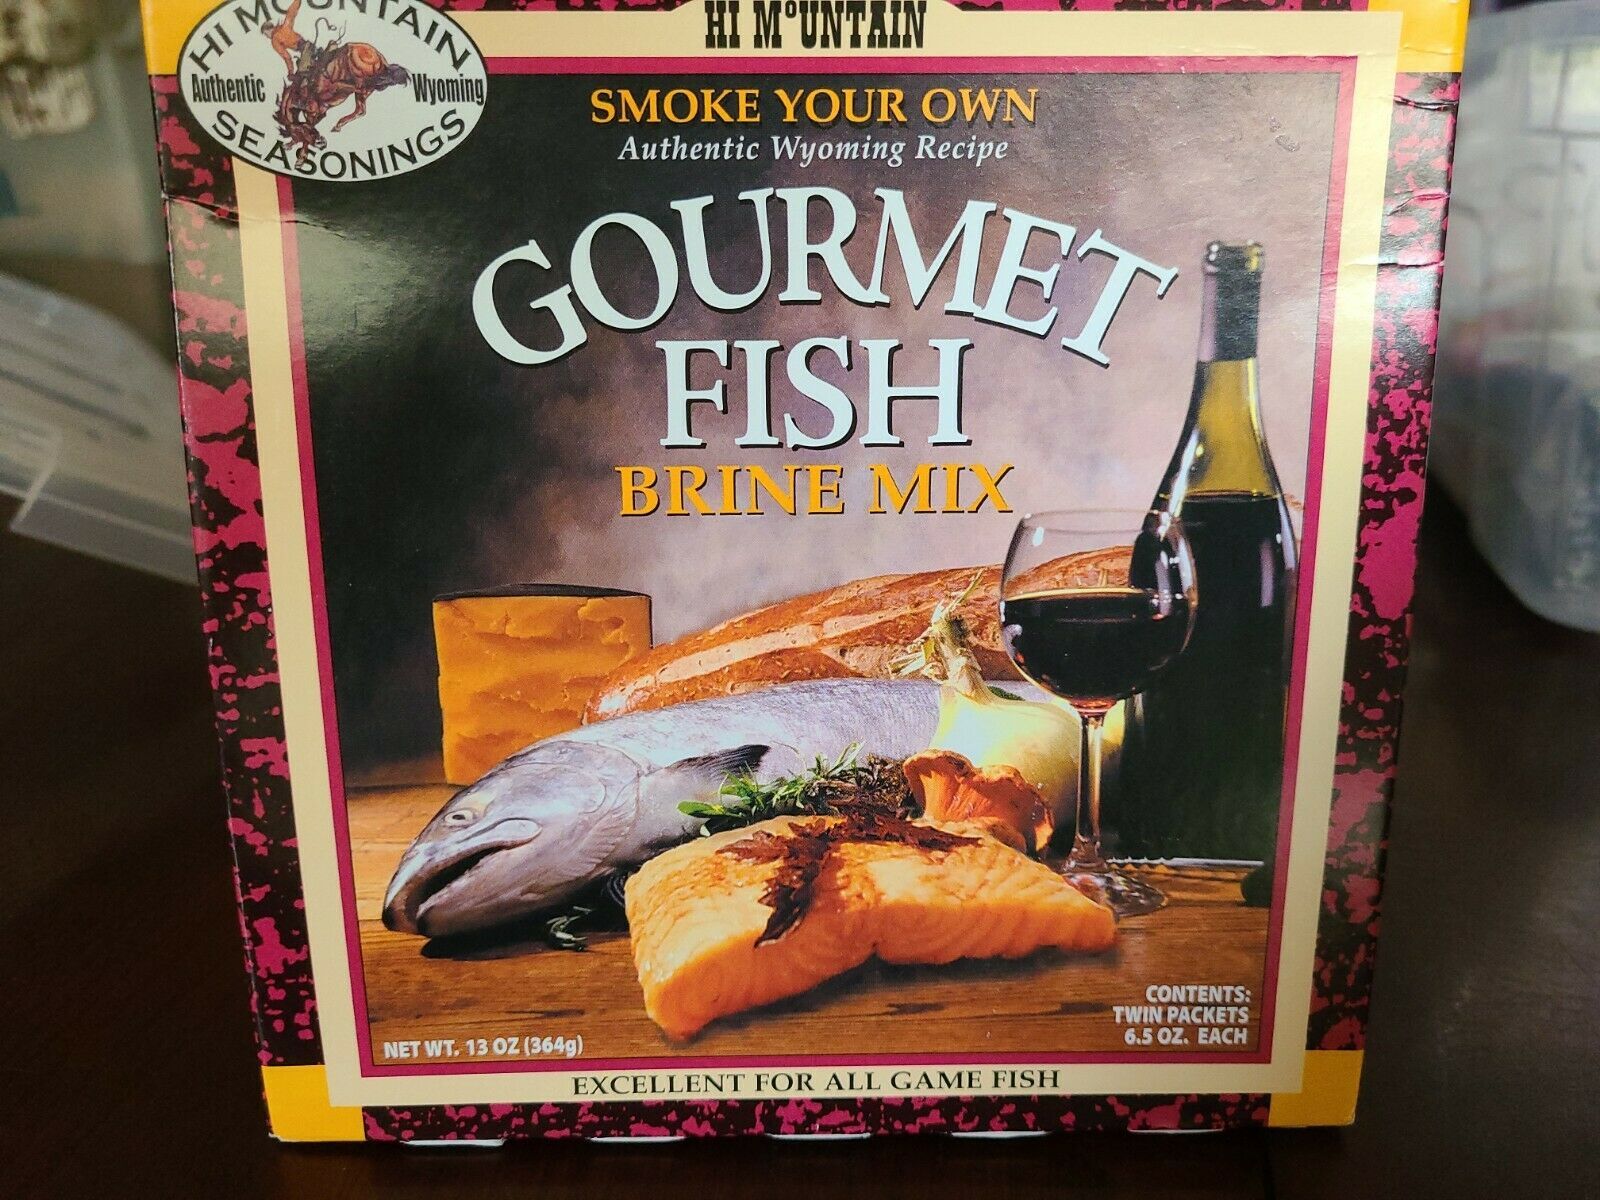 HI MOUNTAIN
HI MOUNTAIN
Authentic Wyoming
SEASONINGS
SMOKE YOUR OWN
Authentic Wyoming Recipe
GOURMET
FISH
BRINE MIX
CONTENTS:
TWIN PACKETS
6.5 OZ. EACH
NET WT. 13 OZ (364g)
EXCELLENT FOR ALL GAME FISH